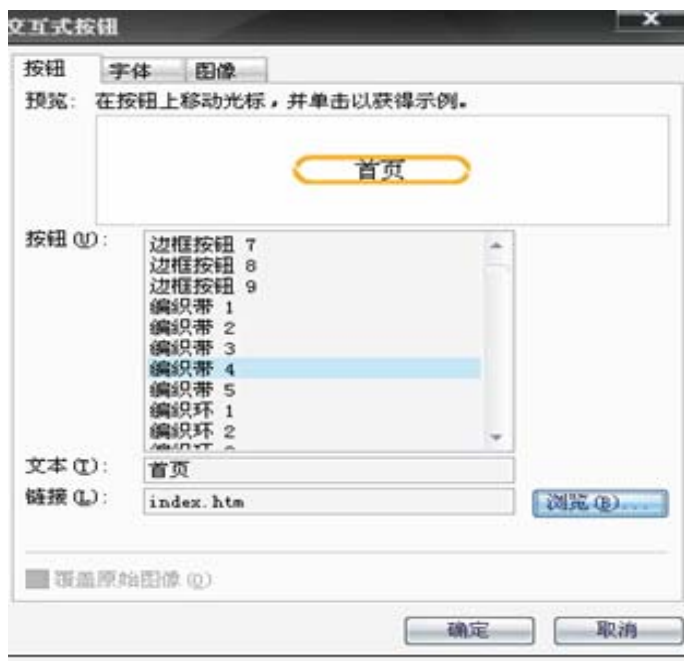 交互式按钮
按钮 字体 图像
预览: 在按钮上移动光标，并单击以获得示例。
首页
按钮(U):
边框按钮 7
边框按钮 8
边框按钮 9
编织带 1
编织带 2
编织带 3
编织带 4
编织带 5
编织环 1
编织环 2
文本(T): 首页
链接(L): index.htm 浏览(B)...
覆盖原始图像(O)
确定 取消